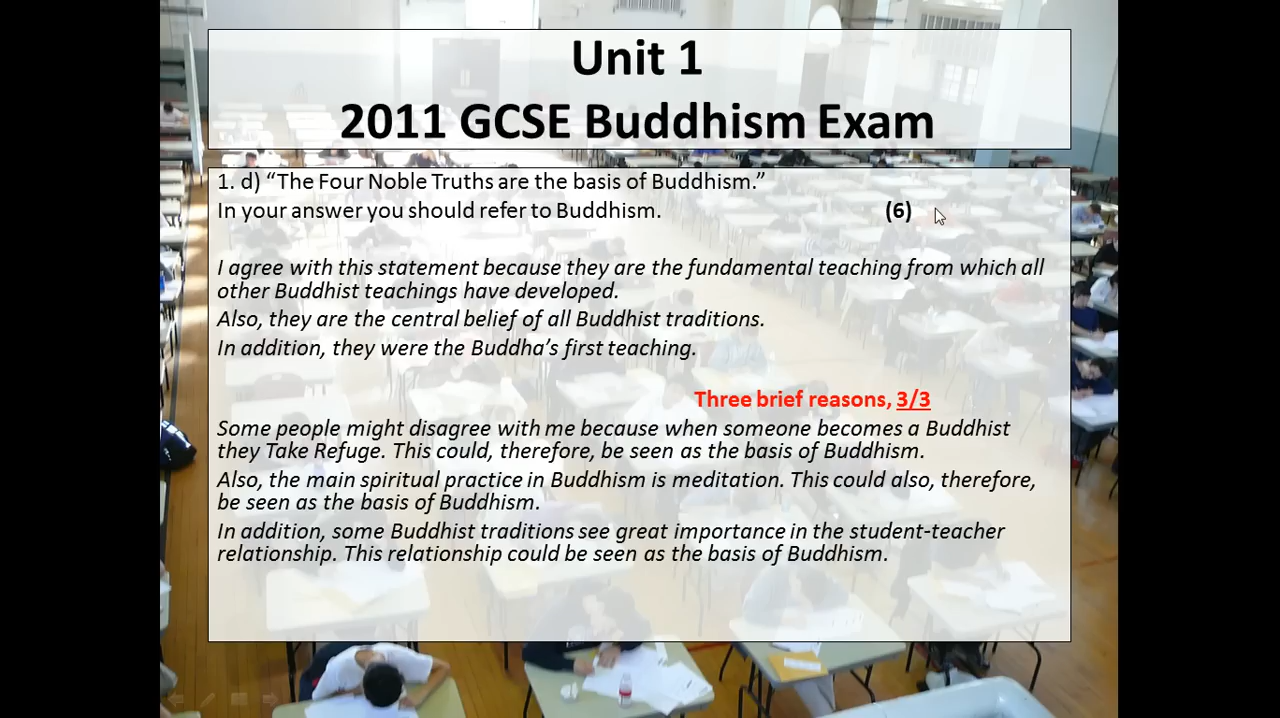 Unit 1
2011 GCSE Buddhism Exam
1. d) “The Four Noble Truths are the basis of Buddhism.”
In your answer you should refer to Buddhism. (6)
I agree with this statement because they are the fundamental teaching from which all
other Buddhist teachings have developed.
Also, they are the central belief of all Buddhist traditions.
In addition, they were the Buddha’s first teaching.
Three brief reasons, 3/3
Some people might disagree with me because when someone becomes a Buddhist
they Take Refuge. This could, therefore, be seen as the basis of Buddhism.
Also, the main spiritual practice in Buddhism is meditation. This could also, therefore,
be seen as the basis of Buddhism.
In addition, some Buddhist traditions see great importance in the student-teacher
relationship. This relationship could be seen as the basis of Buddhism.